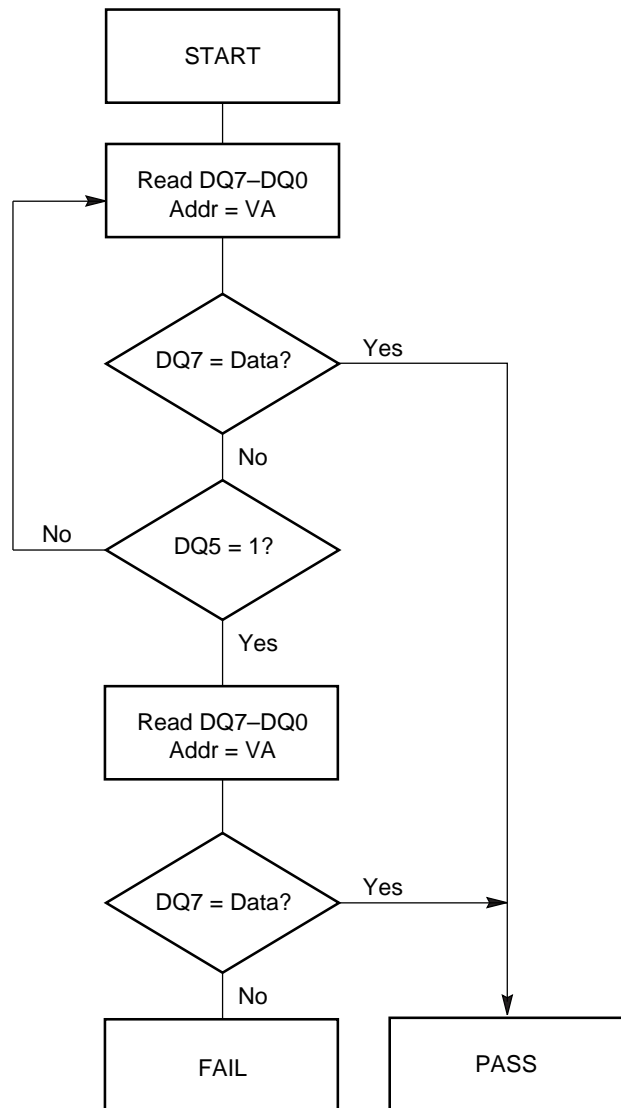 START
Read DQ7–DQ0
Addr = VA
DQ7 = Data?
Yes
No
No
DQ5 = 1?
Yes
Read DQ7–DQ0
Addr = VA
DQ7 = Data?
Yes
No
FAIL
PASS